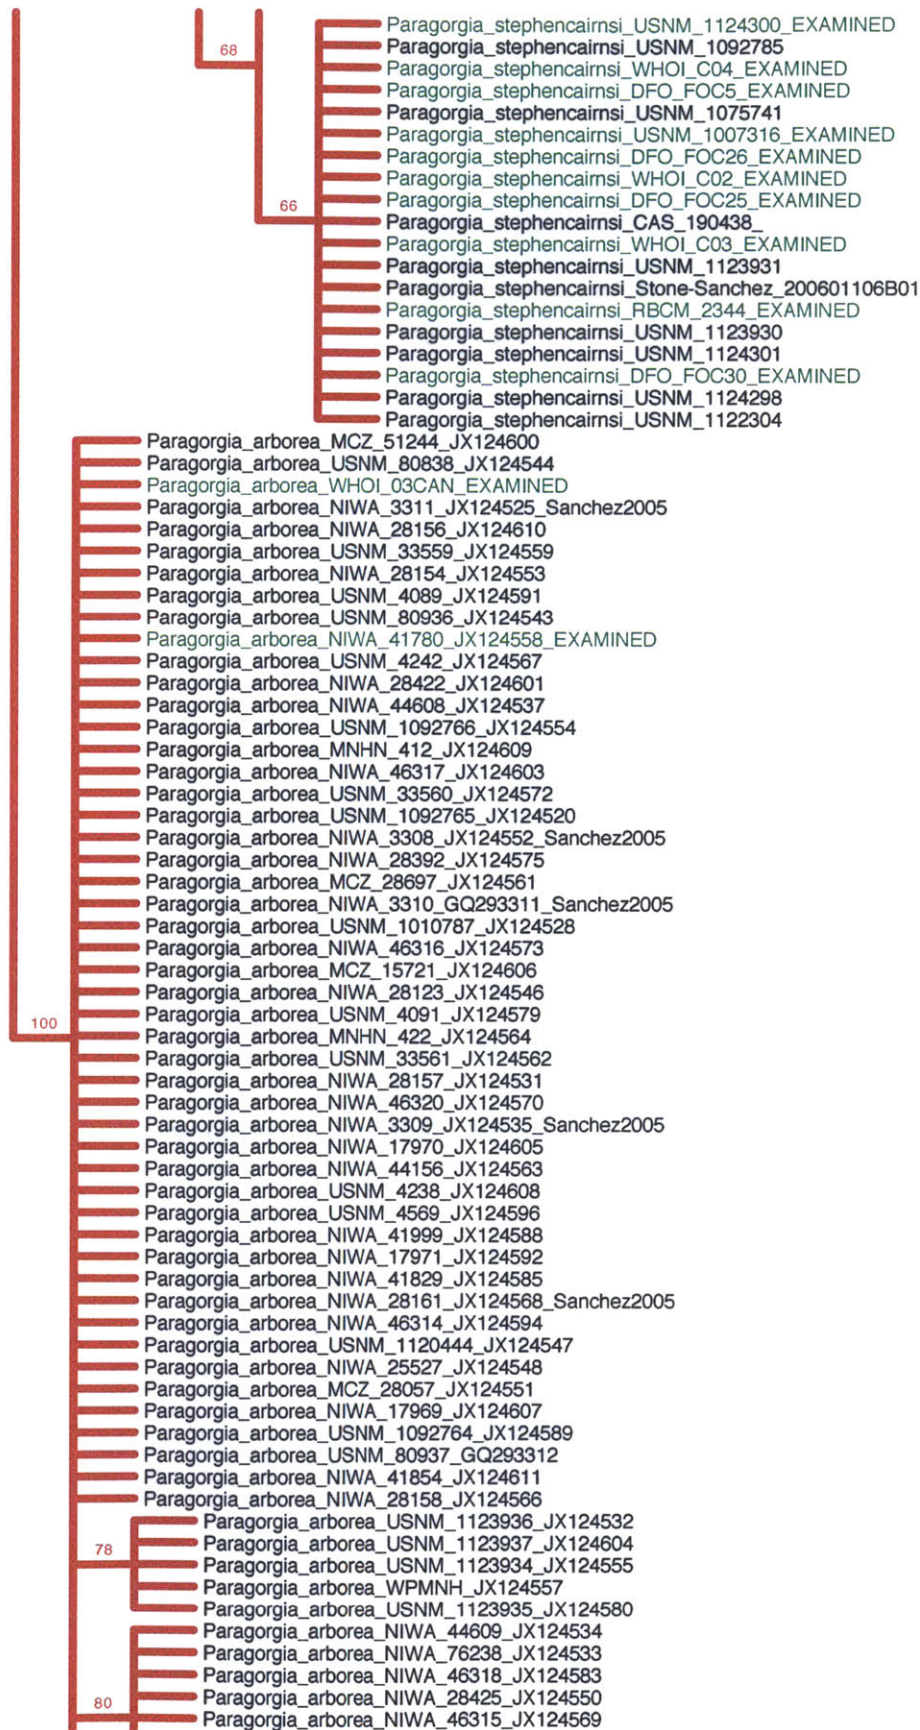 Paragorgia_stephencairnsi_USNM_1124300_EXAMINED
68
Paragorgia_stephencairnsi_USNM_1092785
Paragorgia_stephencairnsi_WHOI_C04_EXAMINED
Paragorgia_stephencairnsi_DFO_FOC5_EXAMINED
Paragorgia_stephencairnsi_USNM_1075741
Paragorgia_stephencairnsi_USNM_1007316_EXAMINED
Paragorgia_stephencairnsi_DFO_FOC26_EXAMINED
Paragorgia_stephencairnsi_WHOI_C02_EXAMINED
Paragorgia_stephencairnsi_DFO_FOC25_EXAMINED
66
Paragorgia_stephencairnsi_CAS_190438_
Paragorgia_stephencairnsi_WHOI_C03_EXAMINED
Paragorgia_stephencairnsi_USNM_1123931
Paragorgia_stephencairnsi_Stone-Sanchez_200601106B01
Paragorgia_stephencairnsi_RBCM_2344_EXAMINED
Paragorgia_stephencairnsi_USNM_1123930
Paragorgia_stephencairnsi_USNM_1124301
Paragorgia_stephencairnsi_DFO_FOC30_EXAMINED
Paragorgia_stephencairnsi_USNM_1124298
Paragorgia_stephencairnsi_USNM_1122304
Paragorgia_arborea_MCZ_51244_JX124600
Paragorgia_arborea_USNM_80838_JX124544
Paragorgia_arborea_WHOI_03CAN_EXAMINED
Paragorgia_arborea_NIWA_3311_JX124525_Sanchez2005
Paragorgia_arborea_NIWA_28156_JX124610
Paragorgia_arborea_USNM_33559_JX124559
Paragorgia_arborea_NIWA_28154_JX124553
Paragorgia_arborea_USNM_4089_JX124591
Paragorgia_arborea_USNM_80936_JX124543
Paragorgia_arborea_NIWA_41780_JX124558_EXAMINED
Paragorgia_arborea_USNM_4242_JX124567
Paragorgia_arborea_NIWA_28422_JX124601
Paragorgia_arborea_NIWA_44608_JX124537
Paragorgia_arborea_USNM_1092766_JX124554
Paragorgia_arborea_MNHN_412_JX124609
Paragorgia_arborea_NIWA_46317_JX124603
Paragorgia_arborea_USNM_33560_JX124572
Paragorgia_arborea_USNM_1092765_JX124520
Paragorgia_arborea_NIWA_3308_JX124552_Sanchez2005
Paragorgia_arborea_NIWA_28392_JX124575
Paragorgia_arborea_MCZ_28697_JX124561
Paragorgia_arborea_NIWA_3310_GQ293311_Sanchez2005
Paragorgia_arborea_USNM_1010787_JX124528
Paragorgia_arborea_NIWA_46316_JX124573
Paragorgia_arborea_MCZ_15721_JX124606
Paragorgia_arborea_NIWA_28123_JX124546
Paragorgia_arborea_USNM_4091_JX124579
100
Paragorgia_arborea_MNHN_422_JX124564
Paragorgia_arborea_USNM_33561_JX124562
Paragorgia_arborea_NIWA_28157_JX124531
Paragorgia_arborea_NIWA_46320_JX124570
Paragorgia_arborea_NIWA_3309_JX124535_Sanchez2005
Paragorgia_arborea_NIWA_17970_JX124605
Paragorgia_arborea_NIWA_44156_JX124563
Paragorgia_arborea_USNM_4238_JX124608
Paragorgia_arborea_USNM_4569_JX124596
Paragorgia_arborea_NIWA_41999_JX124588
Paragorgia_arborea_NIWA_17971_JX124592
Paragorgia_arborea_NIWA_41829_JX124585
Paragorgia_arborea_NIWA_28161_JX124568_Sanchez2005
Paragorgia_arborea_NIWA_46314_JX124594
Paragorgia_arborea_USNM_1120444_JX124547
Paragorgia_arborea_NIWA_25527_JX124548
Paragorgia_arborea_MCZ_28057_JX124551
Paragorgia_arborea_NIWA_17969_JX124607
Paragorgia_arborea_USNM_1092764_JX124589
Paragorgia_arborea_USNM_80937_GQ293312
Paragorgia_arborea_NIWA_41854_JX124611
Paragorgia_arborea_NIWA_28158_JX124566
Paragorgia_arborea_USNM_1123936_JX124532
Paragorgia_arborea_USNM_1123937_JX124604
78
Paragorgia_arborea_USNM_1123934_JX124555
Paragorgia_arborea_WPMNH_JX124557
Paragorgia_arborea_USNM_1123935_JX124580
Paragorgia_arborea_NIWA_44609_JX124534
Paragorgia_arborea_NIWA_76238_JX124533
Paragorgia_arborea_NIWA_46318_JX124583
Paragorgia_arborea_NIWA_28425_JX124550
80
Paragorgia_arborea_NIWA_46315_JX124569